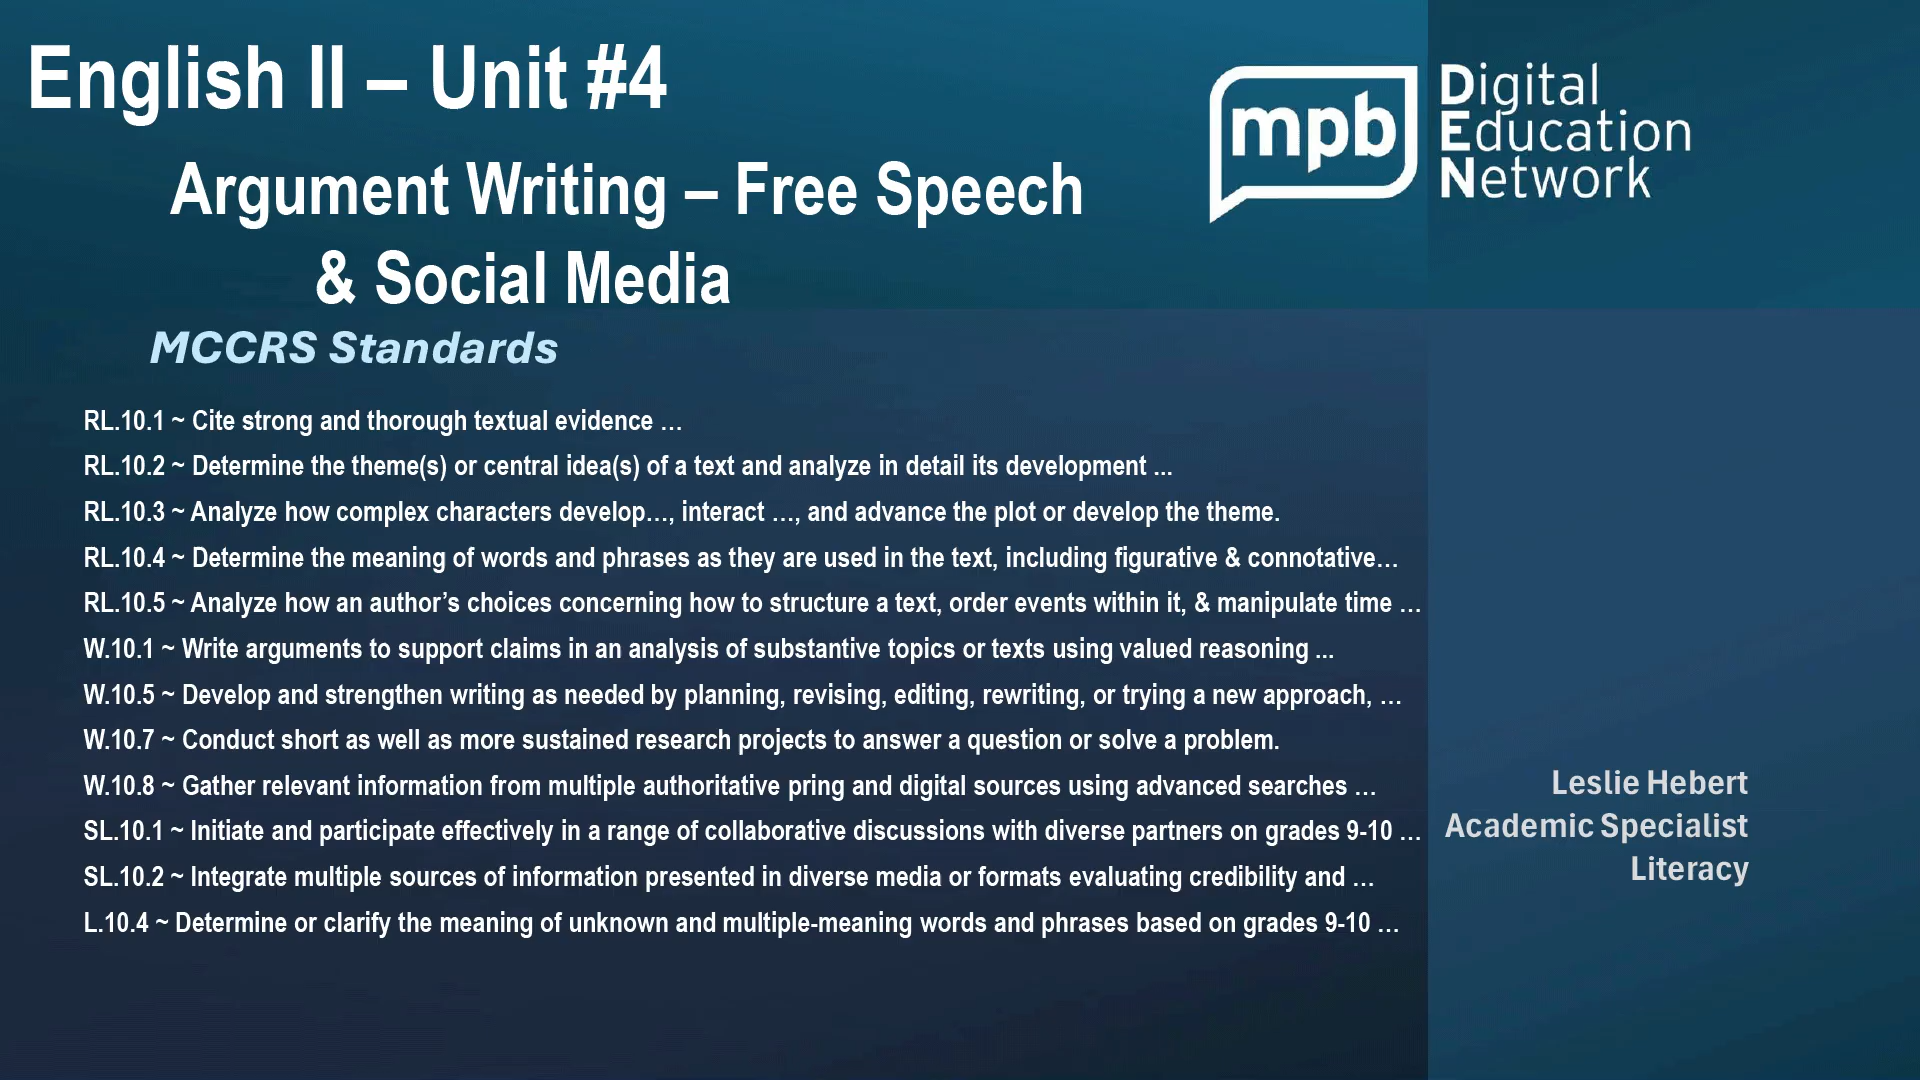 English II – Unit #4
Argument Writing – Free Speech
& Social Media
mpb
Digital
Education
Network
MCCRS Standards
RL.10.1 ~ Cite strong and thorough textual evidence …
RL.10.2 ~ Determine the theme(s) or central idea(s) of a text and analyze in detail its development ...
RL.10.3 ~ Analyze how complex characters develop…, interact …, and advance the plot or develop the theme.
RL.10.4 ~ Determine the meaning of words and phrases as they are used in the text, including figurative & connotative…
RL.10.5 ~ Analyze how an author’s choices concerning how to structure a text, order events within it, & manipulate time …
W.10.1 ~ Write arguments to support claims in an analysis of substantive topics or texts using valued reasoning ...
W.10.5 ~ Develop and strengthen writing as needed by planning, revising, editing, rewriting, or trying a new approach, …
W.10.7 ~ Conduct short as well as more sustained research projects to answer a question or solve a problem.
W.10.8 ~ Gather relevant information from multiple authoritative pring and digital sources using advanced searches …
SL.10.1 ~ Initiate and participate effectively in a range of collaborative discussions with diverse partners on grades 9-10 …
SL.10.2 ~ Integrate multiple sources of information presented in diverse media or formats evaluating credibility and …
L.10.4 ~ Determine or clarify the meaning of unknown and multiple-meaning words and phrases based on grades 9-10 …
Leslie Hebert
Academic Specialist
Literacy